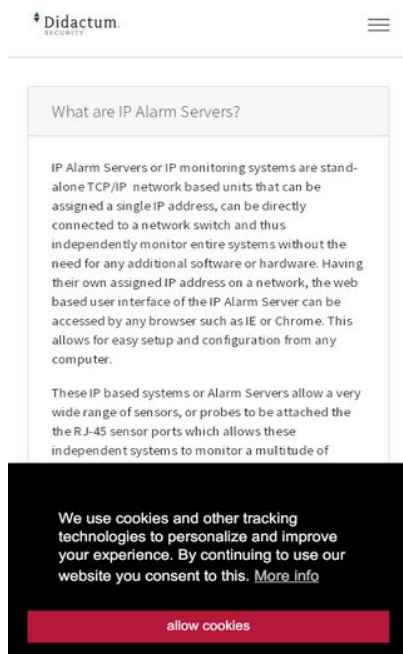 Didactum.
SECURITY
What are IP Alarm Servers?
IP Alarm Servers or IP monitoring systems are stand-
alone TCP/IP network based units that can be
assigned a single IP address, can be directly
connected to a network switch and thus
independently monitor entire systems without the
need for any additional software or hardware. Having
their own assigned IP address on a network, the web
based user interface of the IP Alarm Server can be
accessed by any browser such as IE or Chrome. This
allows for easy setup and configuration from any
computer.
These IP based systems or Alarm Servers allow a very
wide range of sensors, or probes to be attached the
the RJ-45 sensor ports which allows these
independent systems to monitor a multitude of
We use cookies and other tracking
technologies to personalize and improve
your experience. By continuing to use our
website you consent to this. More info
allow cookies